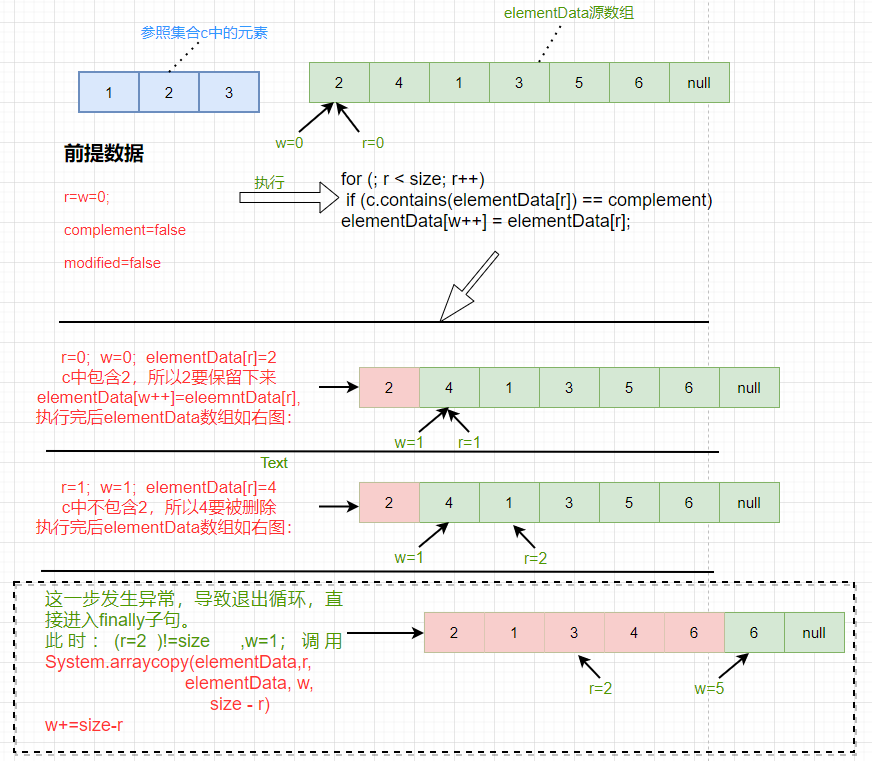 参照集合c中的元素
elementData源数组
1 2 3
2 4 1 3 5 6 null
w=0 r=0
前提数据
r=w=0;
complement=false
modified=false
执行
for (; r < size; r++)
if (c.contains(elementData[r]) == complement)
elementData[w++] = elementData[r];
r=0; w=0; elementData[r]=2
c中包含2，所以2要保留下来
elementData[w++]=eleemntData[r],
执行完后elementData数组如右图：
2 4 1 3 5 6 null
w=1 r=1
Text
r=1; w=1; elementData[r]=4
c中不包含2，所以4要被删除
执行完后elementData数组如右图：
2 4 1 3 5 6 null
w=1 r=2
这一步发生异常，导致退出循环，直
接进入finally子句。
此时：(r=2 )!=size ,w=1；调用
System.arraycopy(elementData,r,
elementData, w,
size - r)
w+=size-r
2 1 3 4 6 6 null
r=2 w=5